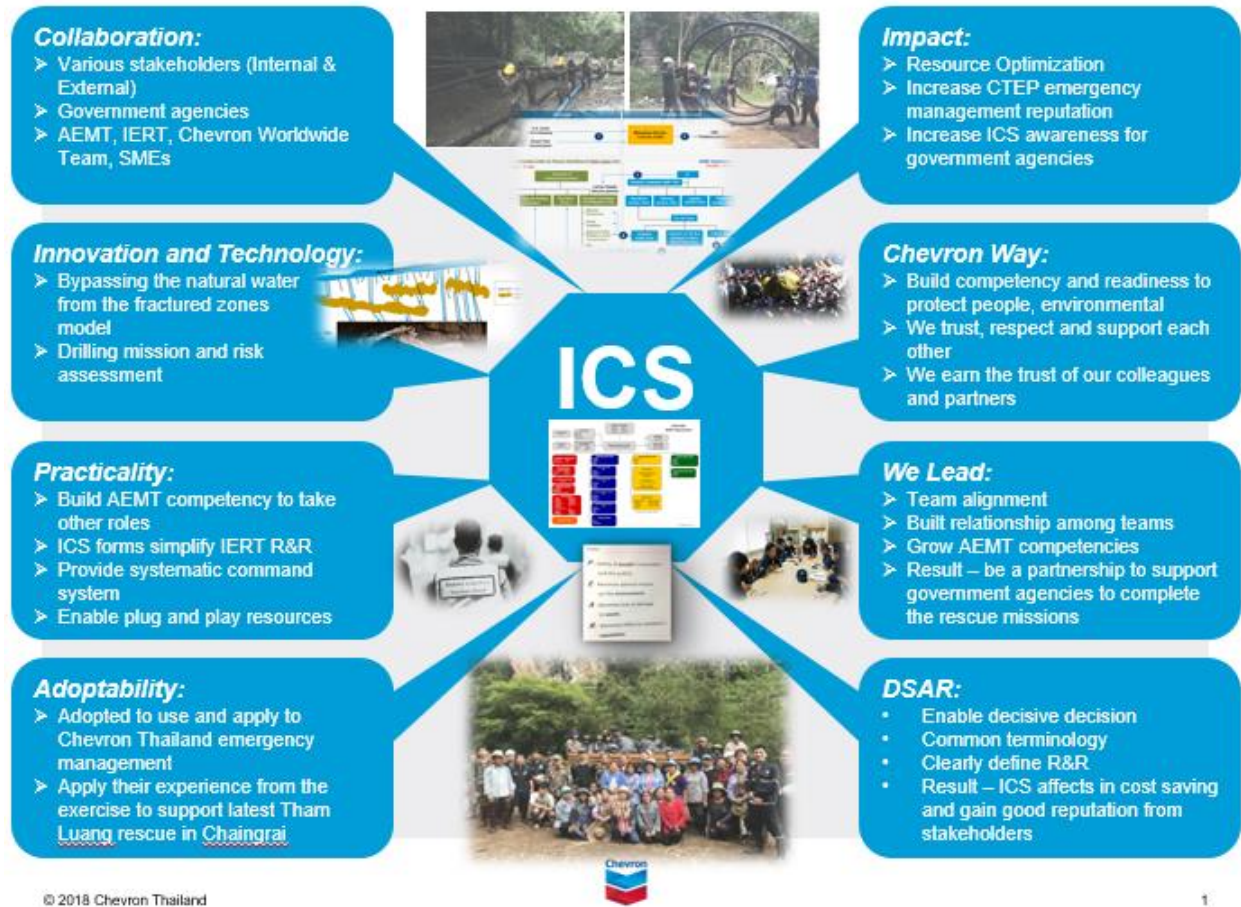 Collaboration:
➢ Various stakeholders (Internal &
External)
➢ Government agencies
➢ AEMT, IERT, Chevron Worldwide
Team, SMEs
Impact:
➢ Resource Optimization
➢ Increase CTEP emergency
management reputation
➢ Increase ICS awareness for
government agencies
Innovation and Technology:
➢ Bypassing the natural water
from the fractured zones
model
➢ Drilling mission and risk
assessment
Chevron Way:
➢ Build competency and readiness to
protect people, environmental
➢ We trust, respect and support each
other
➢ We earn the trust of our colleagues
and partners
ICS
Practicality:
➢ Build AEMT competency to take
other roles
➢ ICS forms simplify IERT R&R
➢ Provide systematic command
system
➢ Enable plug and play resources
We Lead:
➢ Team alignment
➢ Built relationship among teams
➢ Grow AEMT competencies
➢ Result – be a partnership to support
government agencies to complete
the rescue missions
Adoptability:
➢ Adopted to use and apply to
Chevron Thailand emergency
management
➢ Apply their experience from the
exercise to support latest Tham
Luang rescue in Chaingrai
DSAR:
• Enable decisive decision
• Common terminology
• Clearly define R&R
• Result – ICS affects in cost saving
and gain good reputation from
stakeholders
Chevron
© 2018 Chevron Thailand
1